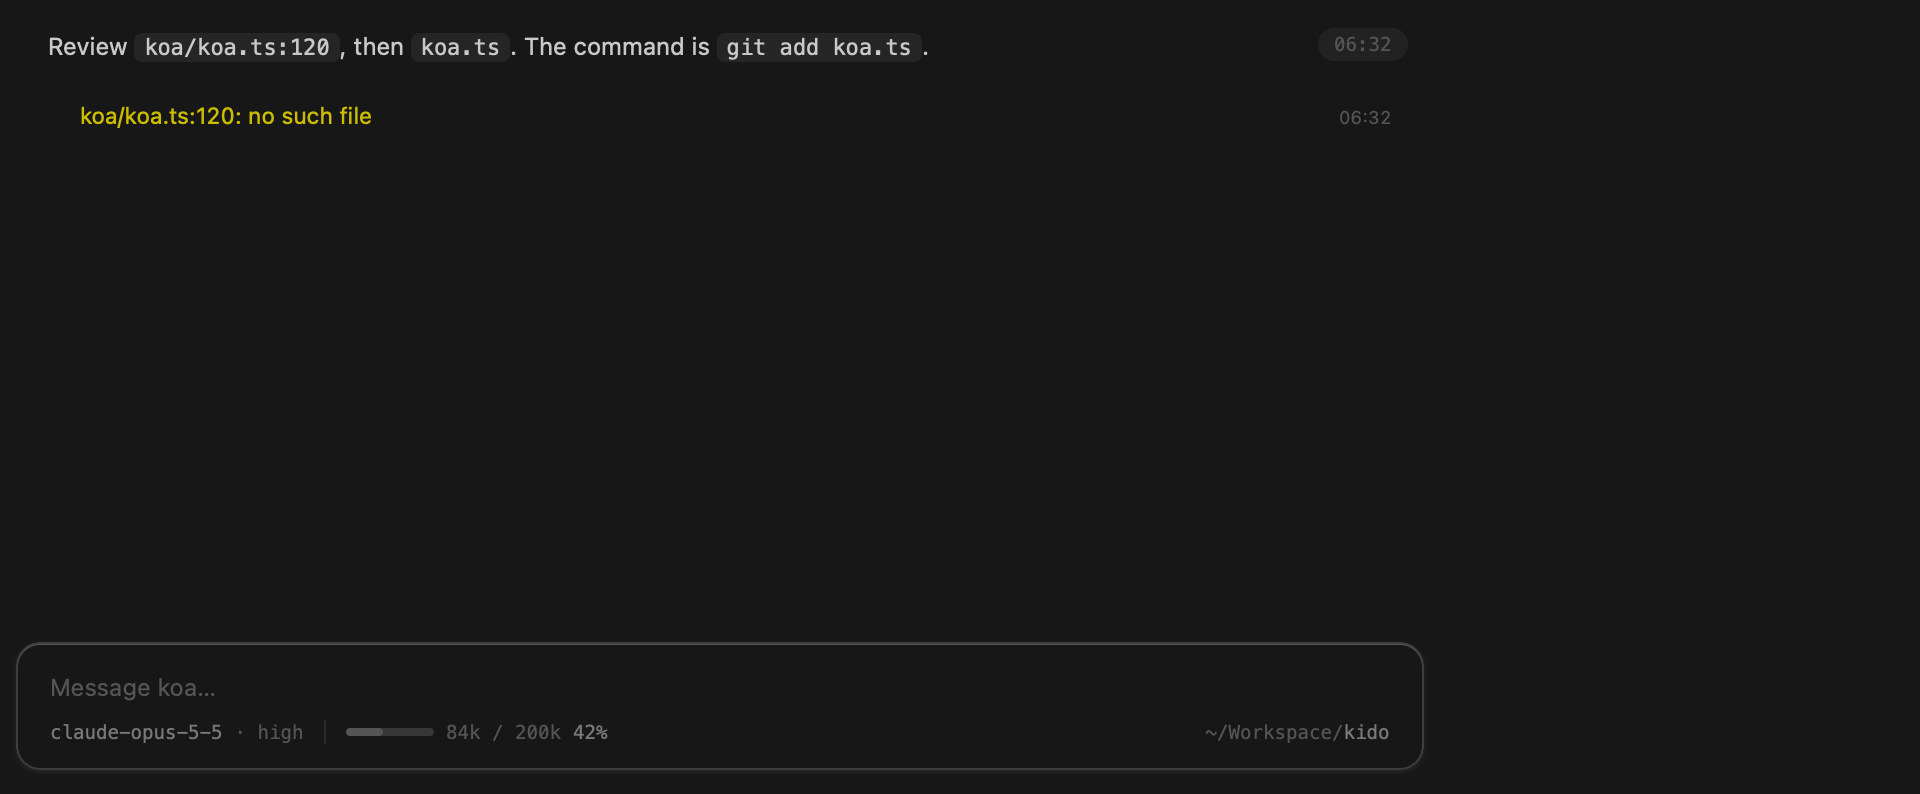 Review koa/koa.ts:120, then koa.ts. The command is git add koa.ts. 06:32
koa/koa.ts:120: no such file 06:32
Message koa...
claude-opus-5-5 · high 84k / 200k 42% ~/Workspace/kido